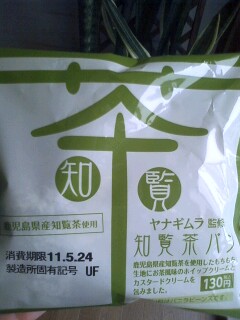 茶
知 覧
ヤナギムラ 監修
知覧茶パン
鹿児島県産知覧茶使用
鹿児島県産知覧茶を使用したもちもち
生地にお茶風味のホイップクリームと
カスタードクリームを
包みました。
130円
消費期限11.5.24
製造所固有記号 UF